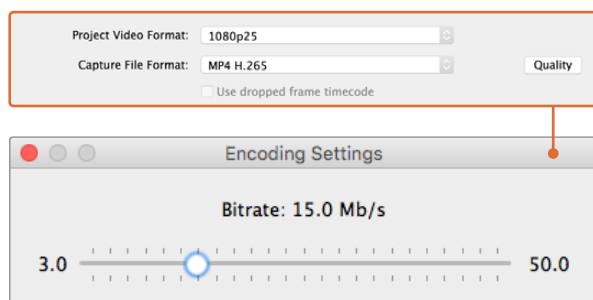 Project Video Format: 1080p25
Capture File Format: MP4 H.265 Quality
Use dropped frame timecode
Encoding Settings
Bitrate: 15.0 Mb/s
3.0 50.0